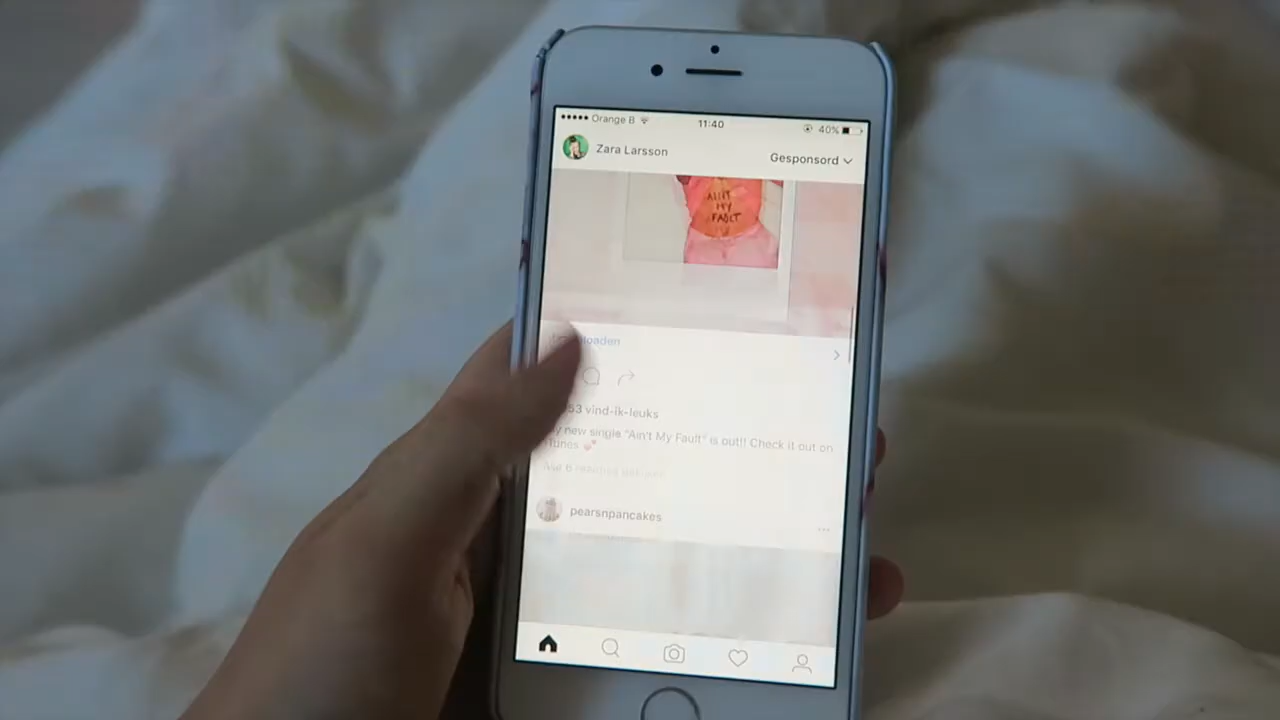 Orange B
11:40
40%
Zara Larsson
Gesponsord
AIN'T
MY
FAULT
vind-ik-leuks
new single "Ain't My Fault" is out!! Check it out on
pearsnpancakes